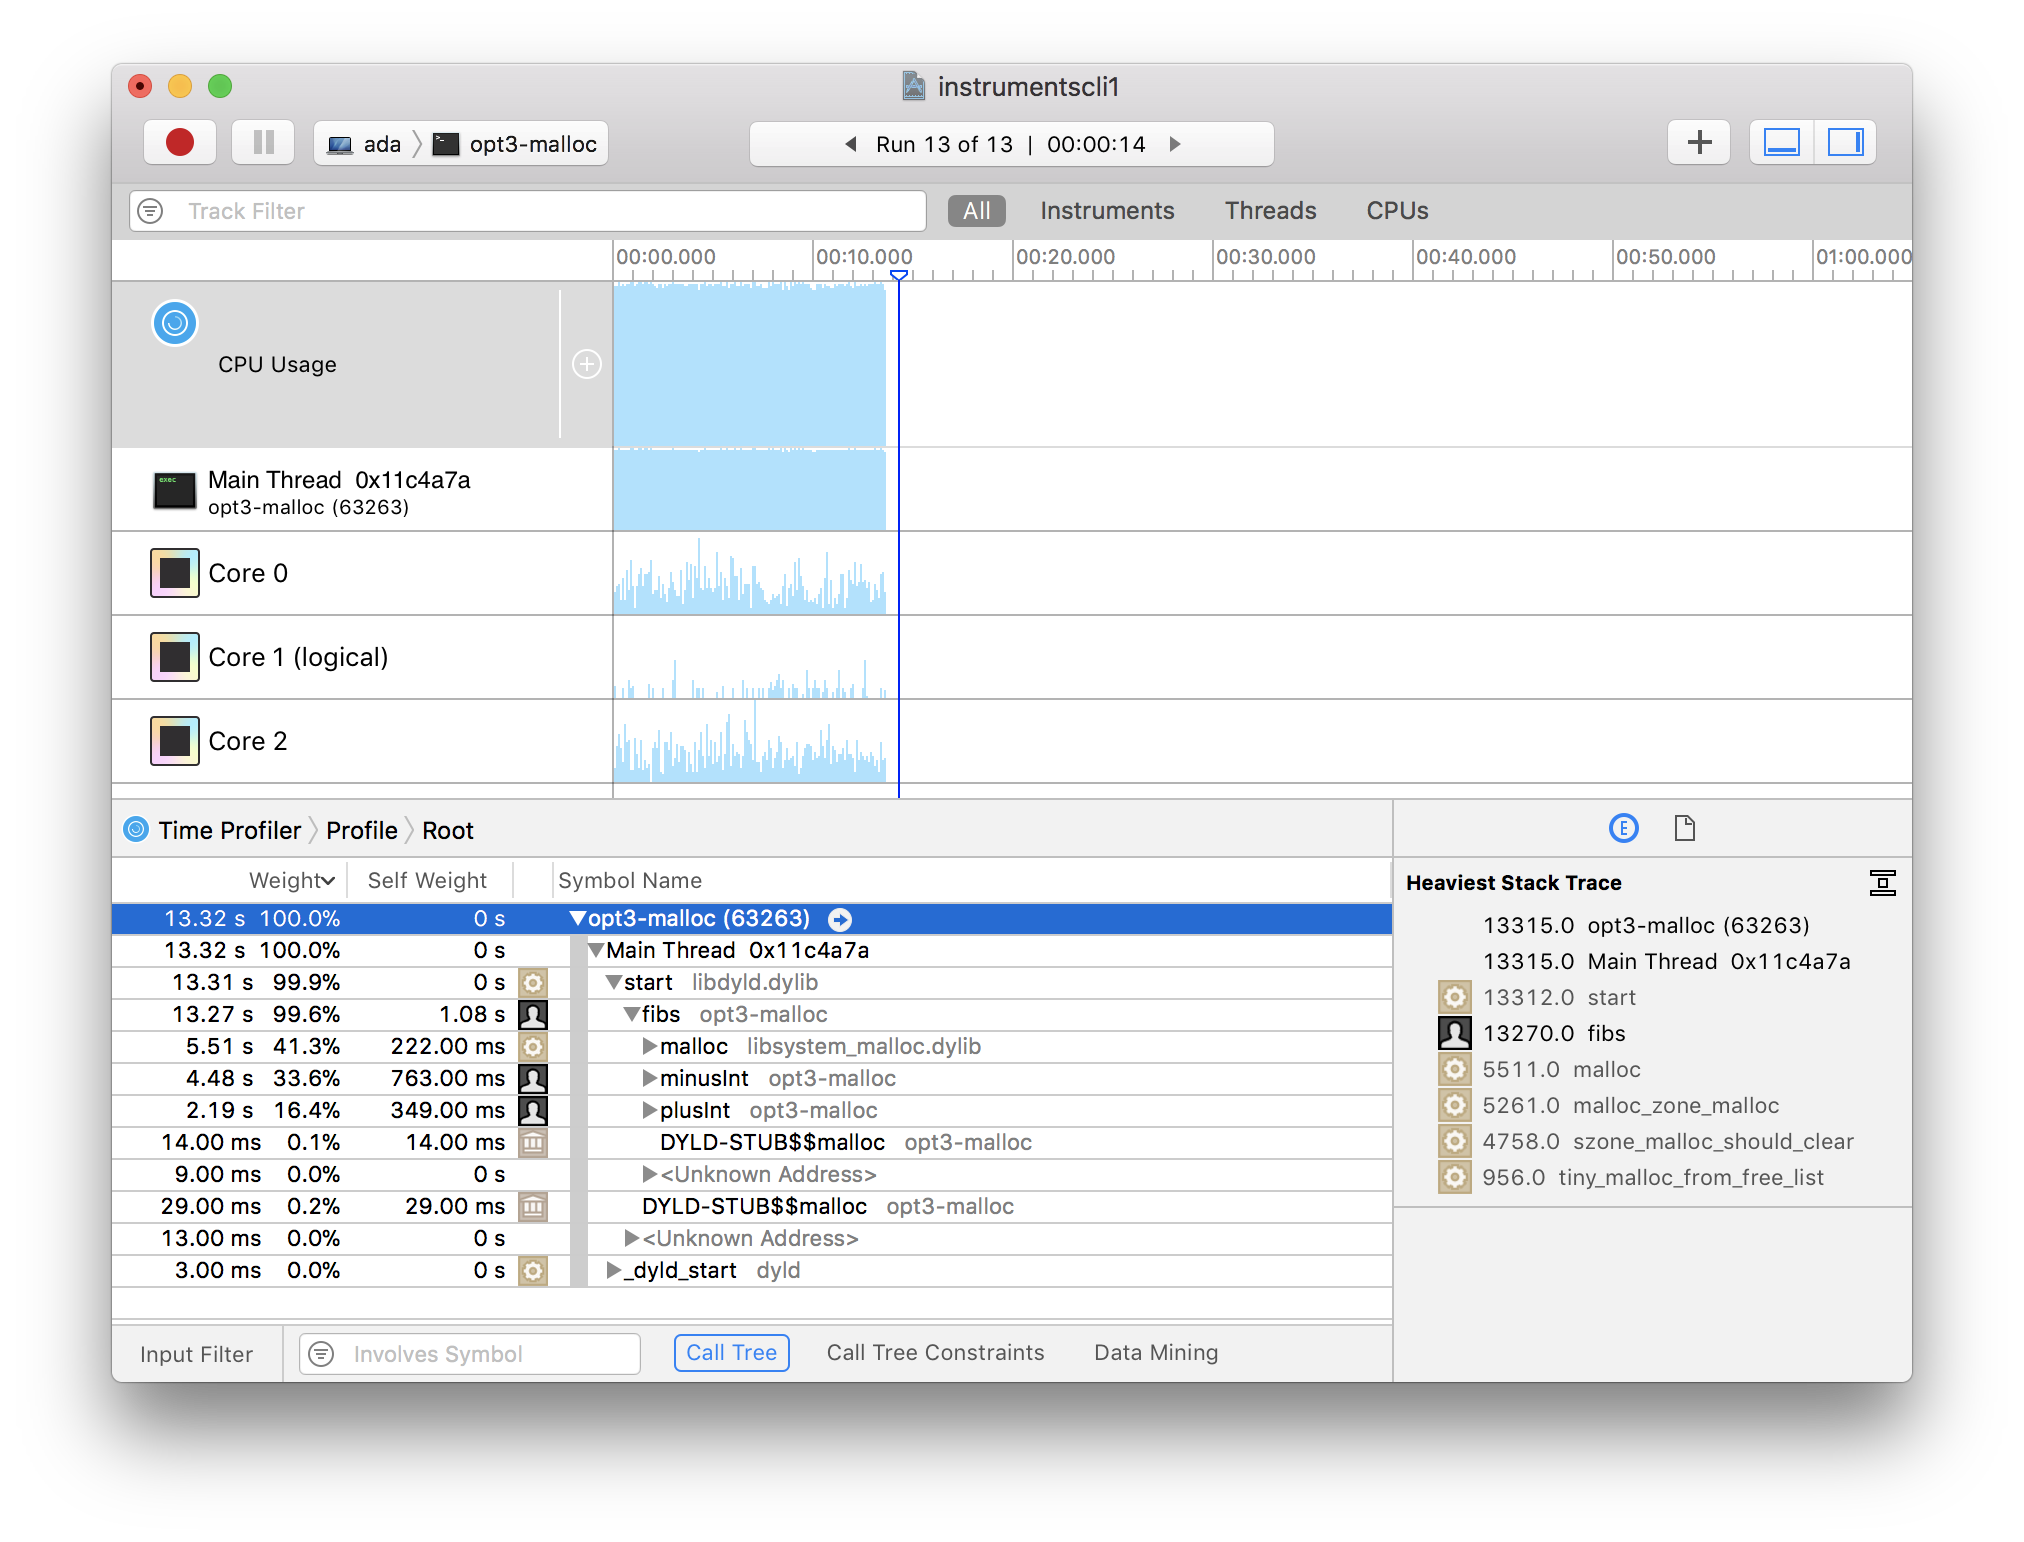 instrumentscli1
ada opt3-malloc
Run 13 of 13 | 00:00:14
Track Filter All Instruments Threads CPUs
00:00.000 00:10.000 00:20.000 00:30.000 00:40.000 00:50.000 01:00.000
CPU Usage
exec
Main Thread 0x11c4a7a
opt3-malloc (63263)
Core 0
Core 1 (logical)
Core 2
Time Profiler Profile Root
Weight Self Weight Symbol Name
13.32 s 100.0% 0 s opt3-malloc (63263)
13.32 s 100.0% 0 s Main Thread 0x11c4a7a
13.31 s 99.9% 0 s start libdyld.dylib
13.27 s 99.6% 1.08 s fibs opt3-malloc
5.51 s 41.3% 222.00 ms malloc libsystem_malloc.dylib
4.48 s 33.6% 763.00 ms minusInt opt3-malloc
2.19 s 16.4% 349.00 ms plusInt opt3-malloc
14.00 ms 0.1% 14.00 ms DYLD-STUB$$malloc opt3-malloc
9.00 ms 0.0% 0 s <Unknown Address>
29.00 ms 0.2% 29.00 ms DYLD-STUB$$malloc opt3-malloc
13.00 ms 0.0% 0 s <Unknown Address>
3.00 ms 0.0% 0 s _dyld_start dyld
Input Filter Involves Symbol Call Tree Call Tree Constraints Data Mining
E
Heaviest Stack Trace
13315.0 opt3-malloc (63263)
13315.0 Main Thread 0x11c4a7a
13312.0 start
13270.0 fibs
5511.0 malloc
5261.0 malloc_zone_malloc
4758.0 szone_malloc_should_clear
956.0 tiny_malloc_from_free_list